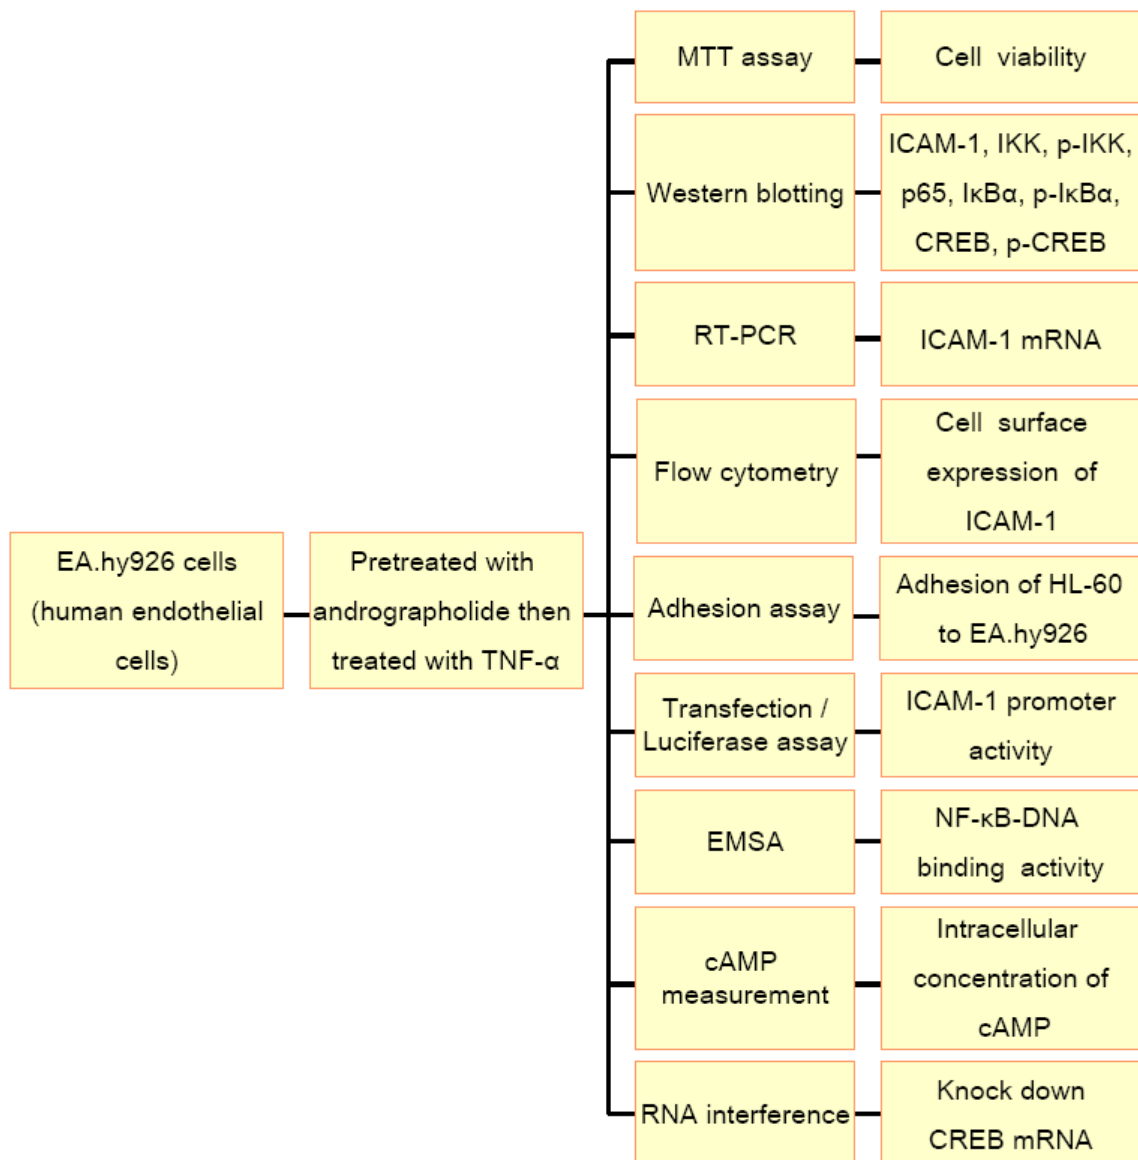 EA.hy926 cells
(human endothelial
cells)
Pretreated with
andrographolide then
treated with TNF-α
MTT assay
Cell viability
Western blotting
ICAM-1, IKK, p-IKK,
p65, IκBα, p-IκBα,
CREB, p-CREB
RT-PCR
ICAM-1 mRNA
Flow cytometry
Cell surface
expression of
ICAM-1
Adhesion assay
Adhesion of HL-60
to EA.hy926
Transfection /
Luciferase assay
ICAM-1 promoter
activity
EMSA
NF-κB-DNA
binding activity
cAMP
measurement
Intracellular
concentration of
cAMP
RNA interference
Knock down
CREB mRNA